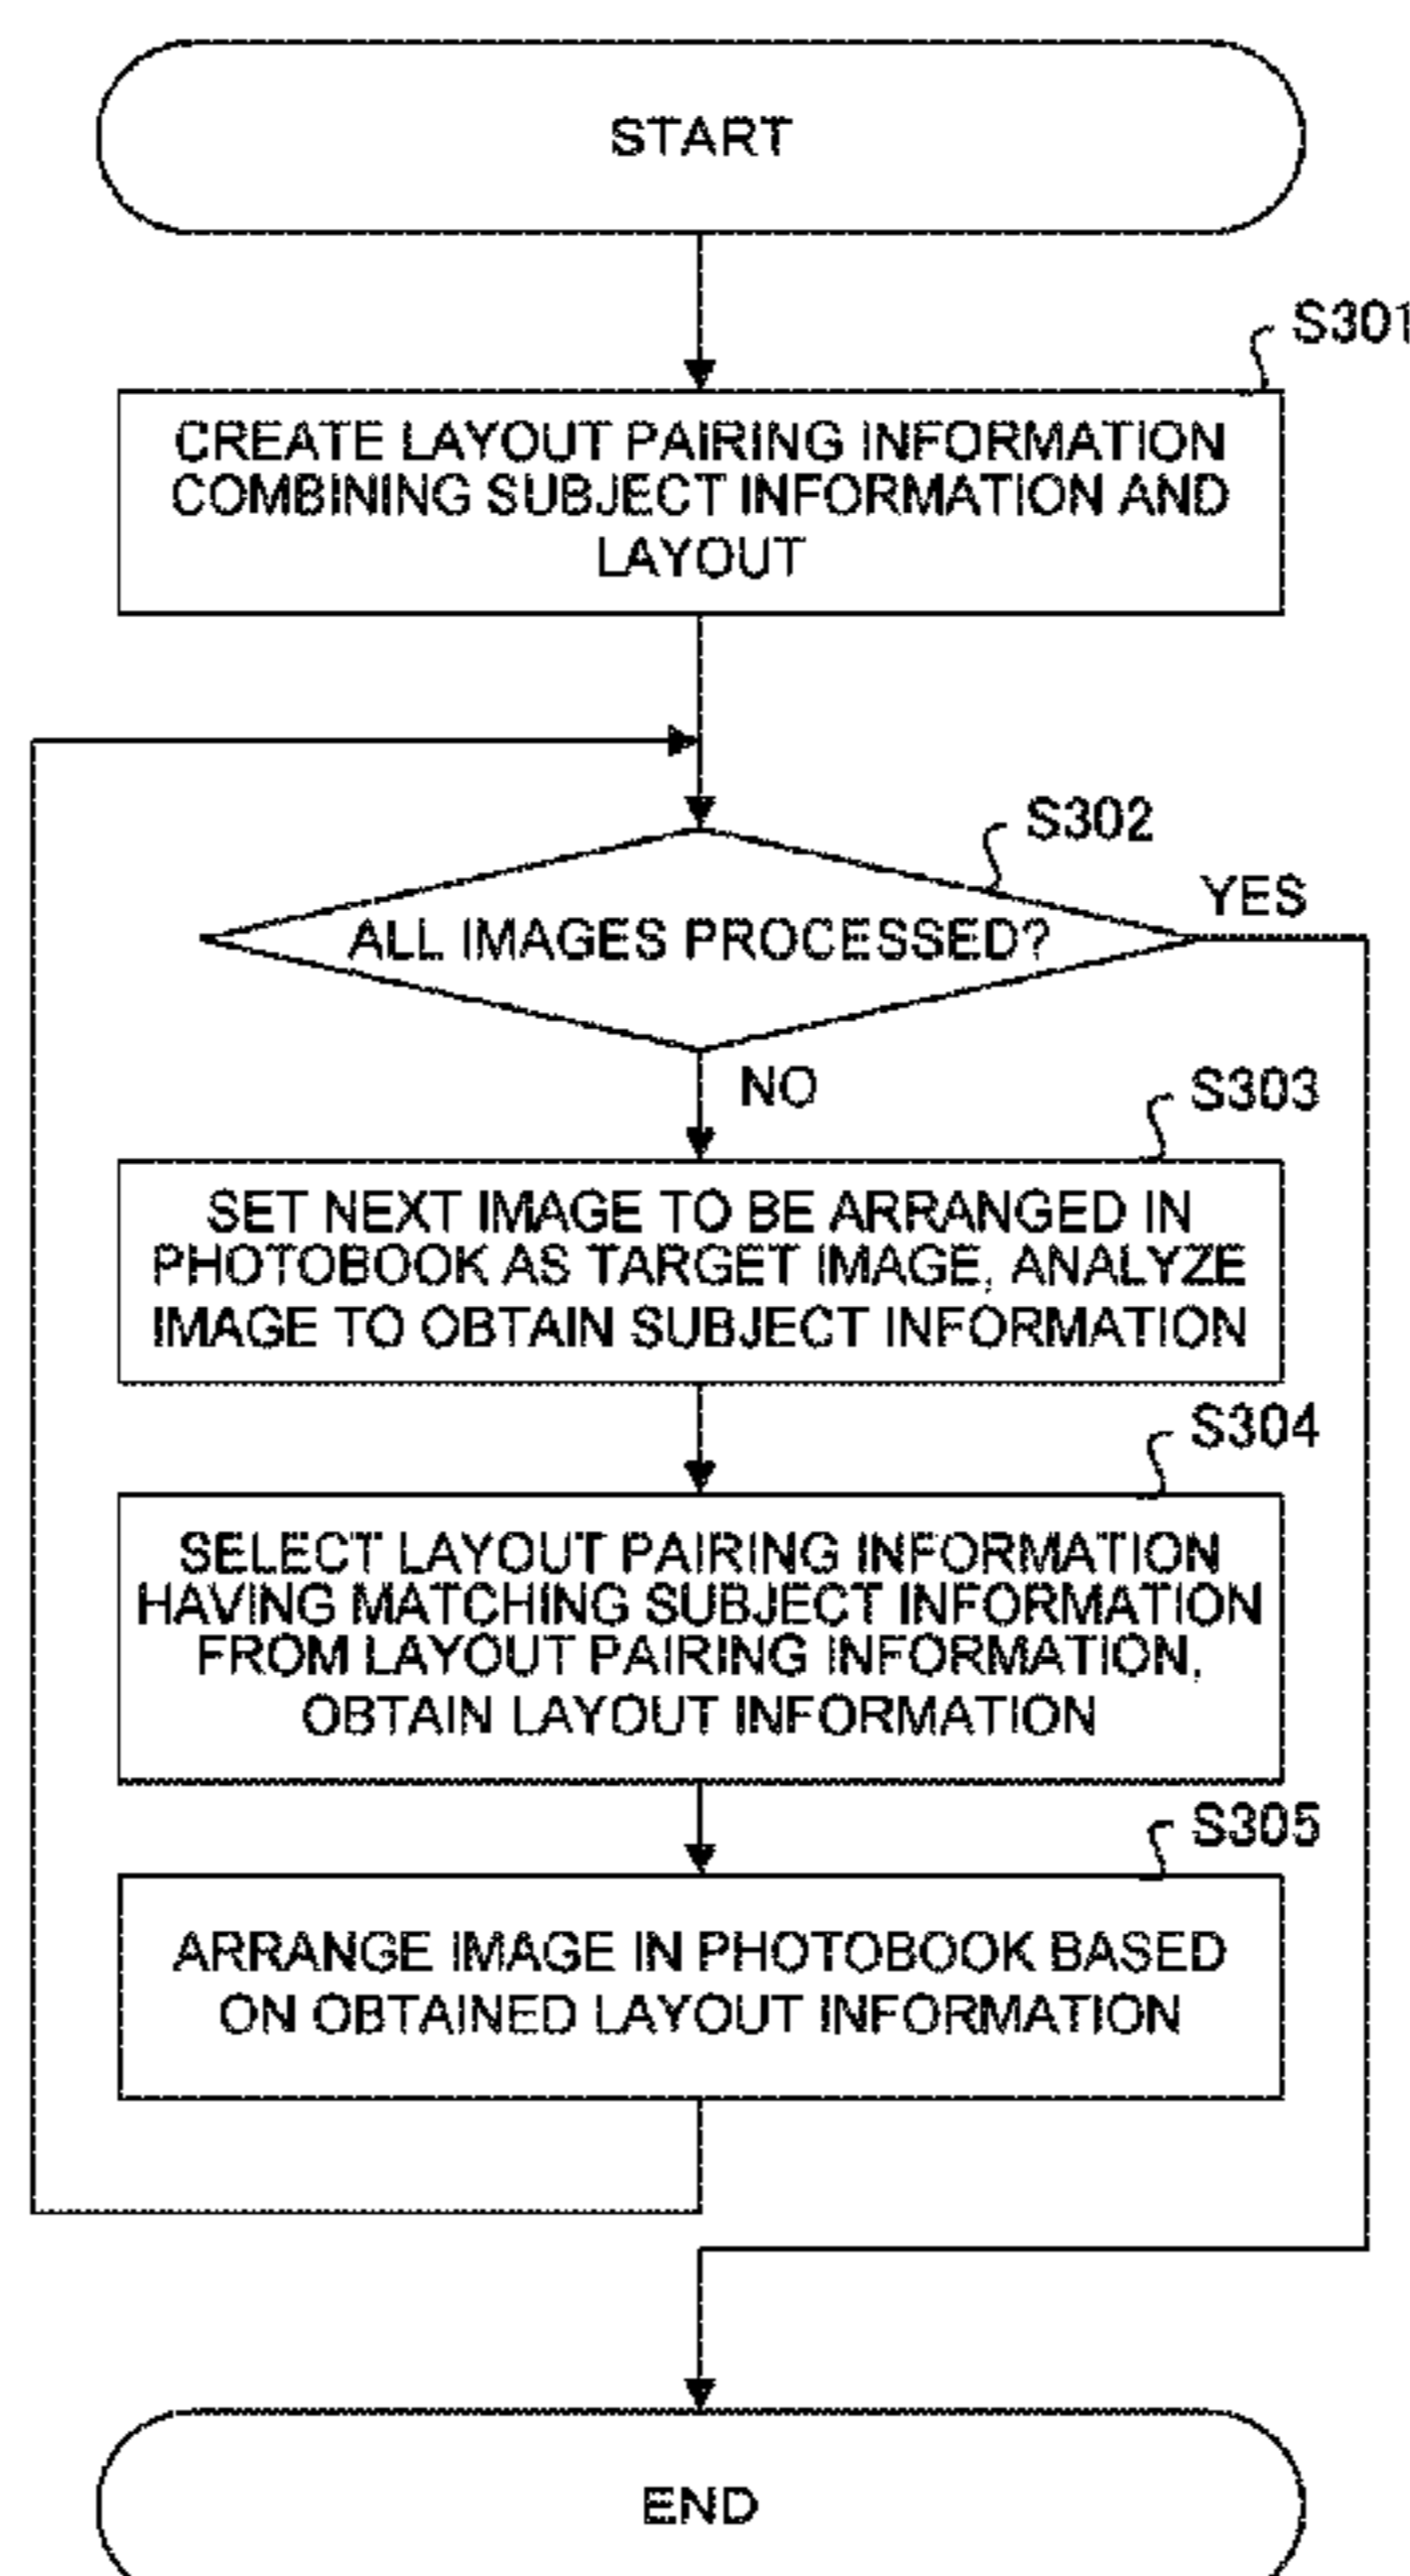 START
S301
CREATE LAYOUT PAIRING INFORMATION
COMBINING SUBJECT INFORMATION AND
LAYOUT
S302
YES
ALL IMAGES PROCESSED?
NO
S303
SET NEXT IMAGE TO BE ARRANGED IN
PHOTOBOOK AS TARGET IMAGE, ANALYZE
IMAGE TO OBTAIN SUBJECT INFORMATION
S304
SELECT LAYOUT PAIRING INFORMATION
HAVING MATCHING SUBJECT INFORMATION
FROM LAYOUT PAIRING INFORMATION,
OBTAIN LAYOUT INFORMATION
S305
ARRANGE IMAGE IN PHOTOBOOK BASED
ON OBTAINED LAYOUT INFORMATION
END